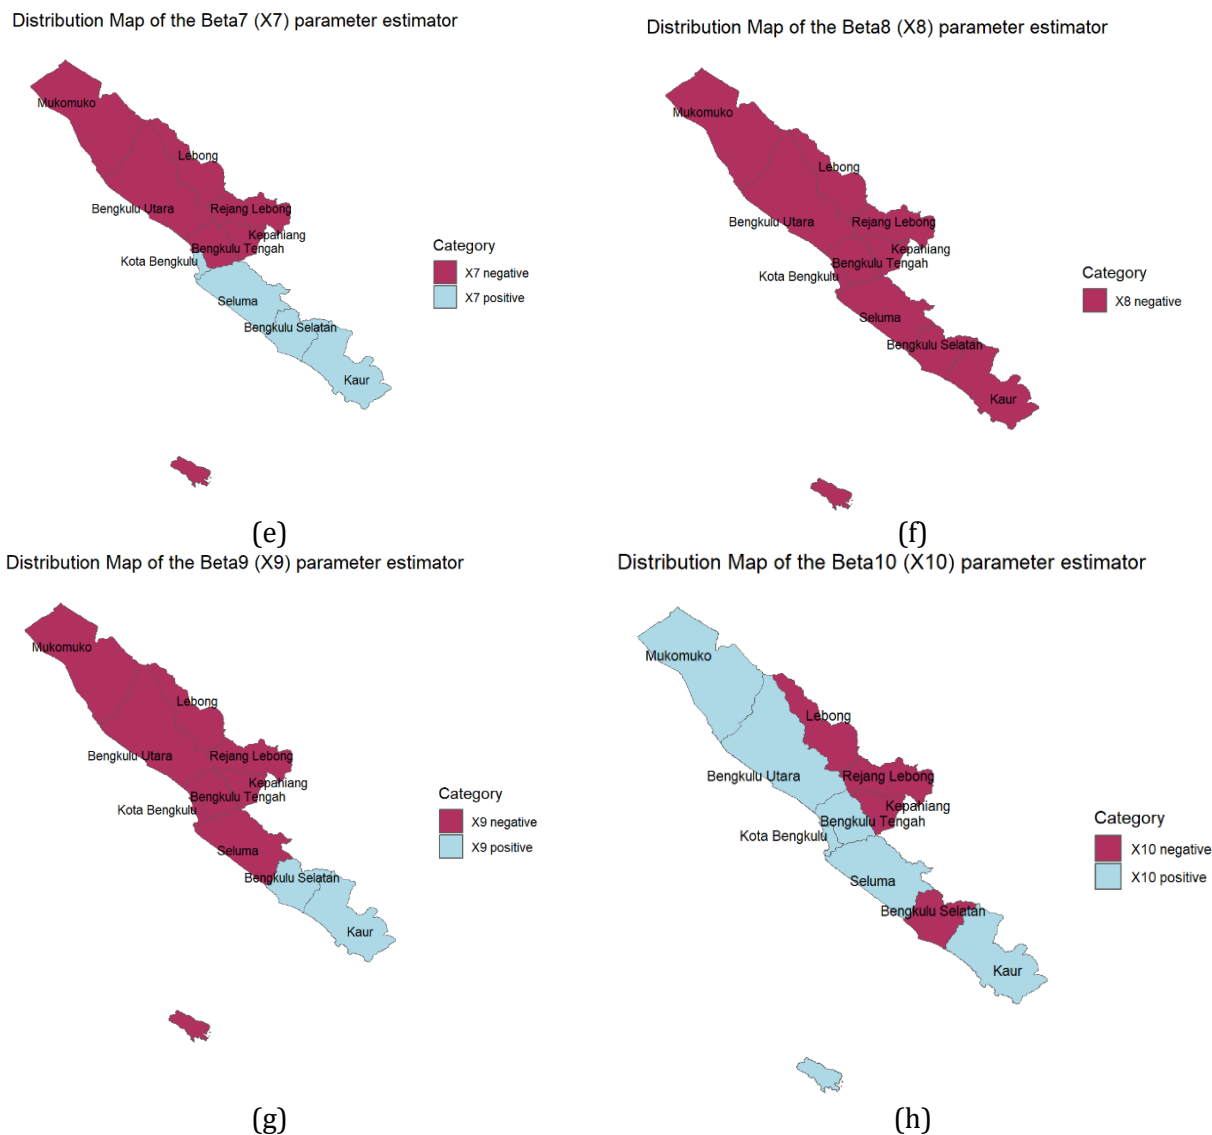 Distribution Map of the Beta7 (X7) parameter estimator
Mukomuko
Lebong
Bengkulu Utara
Rejang Lebong
Kepahiang
Bengkulu Tengah
Kota Bengkulu
Seluma
Bengkulu Selatan
Kaur
Category
X7 negative
X7 positive
(e)
Distribution Map of the Beta8 (X8) parameter estimator
Mukomuko
Lebong
Bengkulu Utara
Rejang Lebong
Kepahiang
Bengkulu Tengah
Kota Bengkulu
Seluma
Bengkulu Selatan
Kaur
Category
X8 negative
(f)
Distribution Map of the Beta9 (X9) parameter estimator
Mukomuko
Lebong
Bengkulu Utara
Rejang Lebong
Kepahiang
Bengkulu Tengah
Kota Bengkulu
Seluma
Bengkulu Selatan
Kaur
Category
X9 negative
X9 positive
(g)
Distribution Map of the Beta10 (X10) parameter estimator
Mukomuko
Lebong
Bengkulu Utara
Rejang Lebong
Kepahiang
Bengkulu Tengah
Kota Bengkulu
Seluma
Bengkulu Selatan
Kaur
Category
X10 negative
X10 positive
(h)